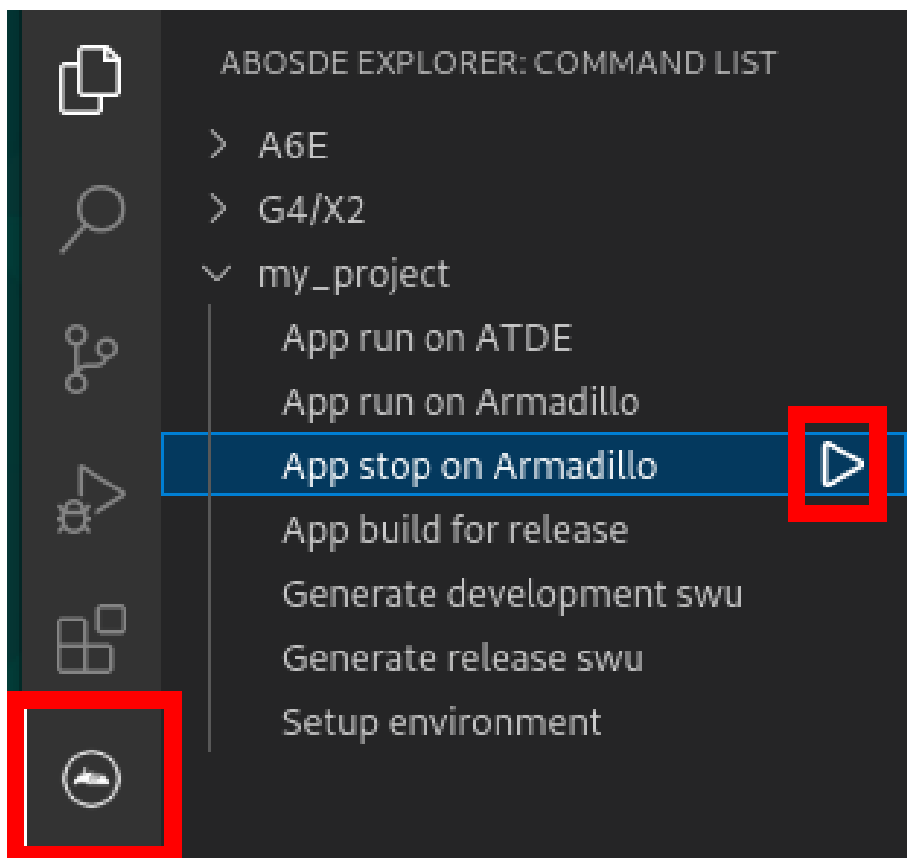 ABOSDE EXPLORER: COMMAND LIST
A6E
G4/X2
my_project
App run on ATDE
App run on Armadillo
App stop on Armadillo
App build for release
Generate development swu
Generate release swu
Setup environment